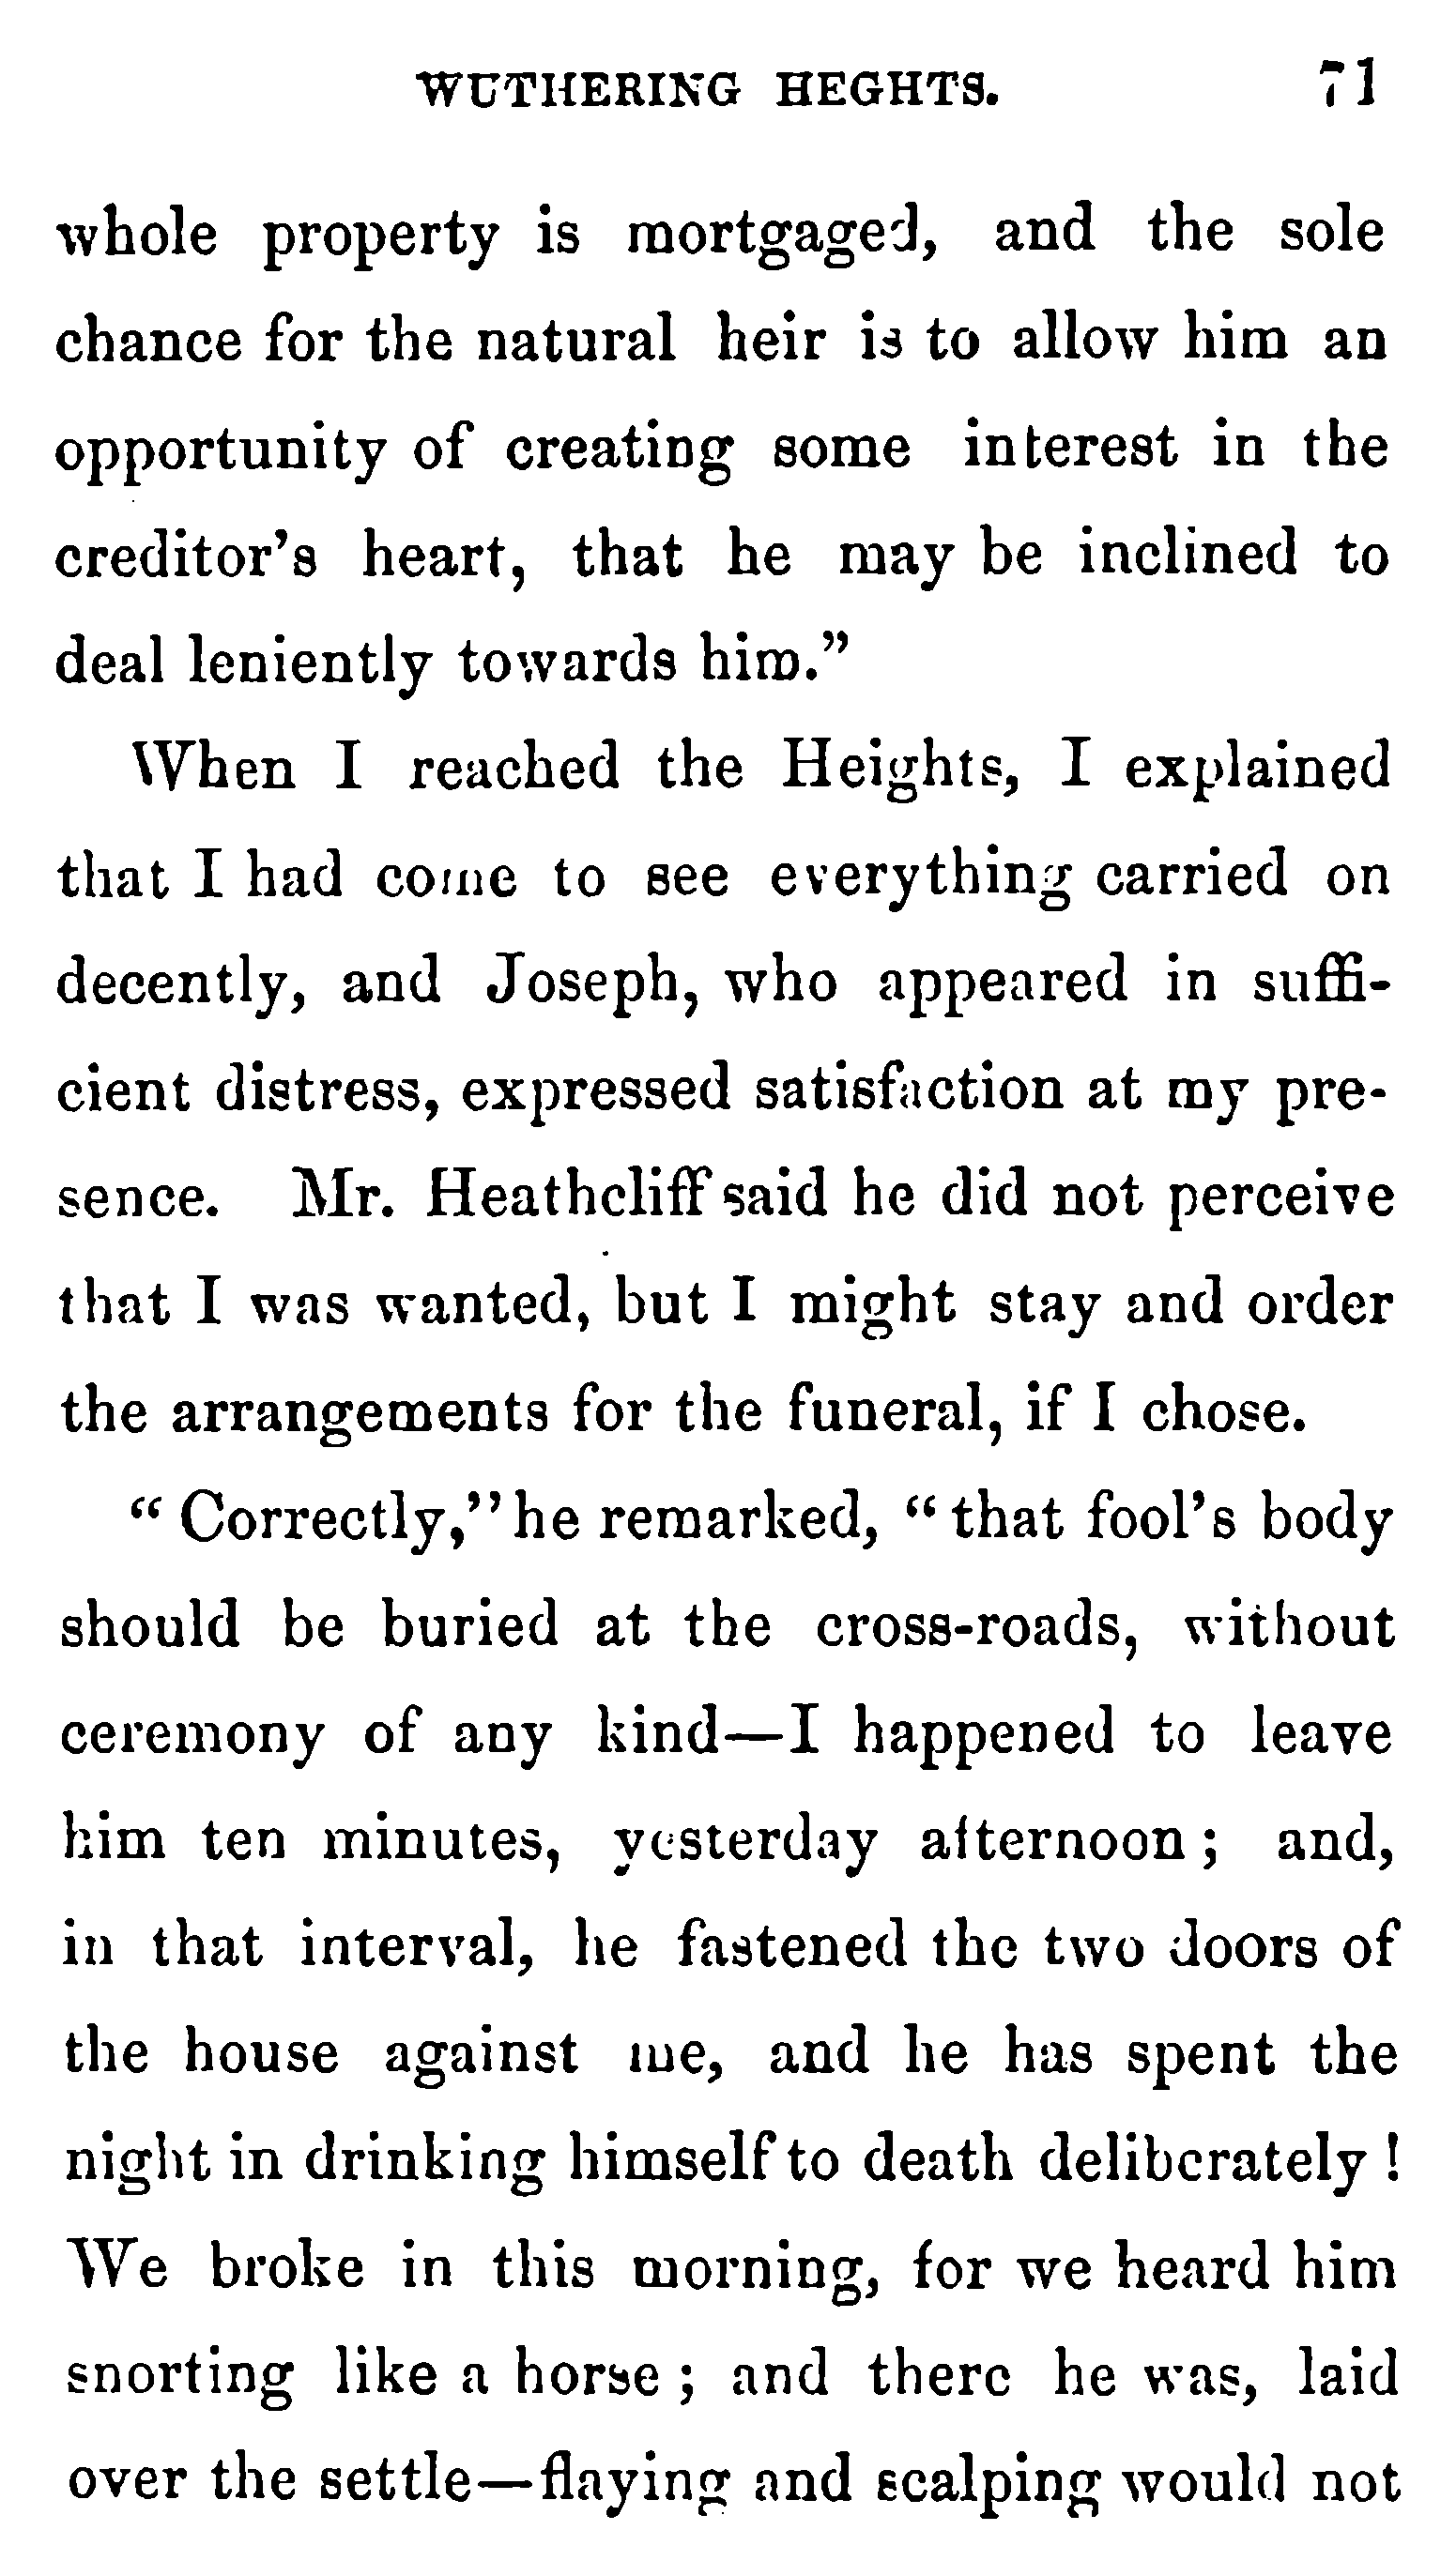 WUTHERING HEGHTS. 71
whole property is mortgaged, and the sole
chance for the natural heir is to allow him an
opportunity of creating some interest in the
creditor's heart, that he may be inclined to
deal leniently towards him."
When I reached the Heights, I explained
that I had come to see everything carried on
decently, and Joseph, who appeared in suffi-
cient distress, expressed satisfaction at my pre-
sence. Mr. Heathcliff said he did not perceive
that I was wanted, but I might stay and order
the arrangements for the funeral, if I chose.
" Correctly," he remarked, " that fool's body
should be buried at the cross-roads, without
ceremony of any kind—I happened to leave
him ten minutes, yesterday afternoon ; and,
in that interval, he fastened the two doors of
the house against me, and he has spent the
night in drinking himself to death deliberately !
We broke in this morning, for we heard him
snorting like a horse ; and there he was, laid
over the settle—flaying and scalping would not